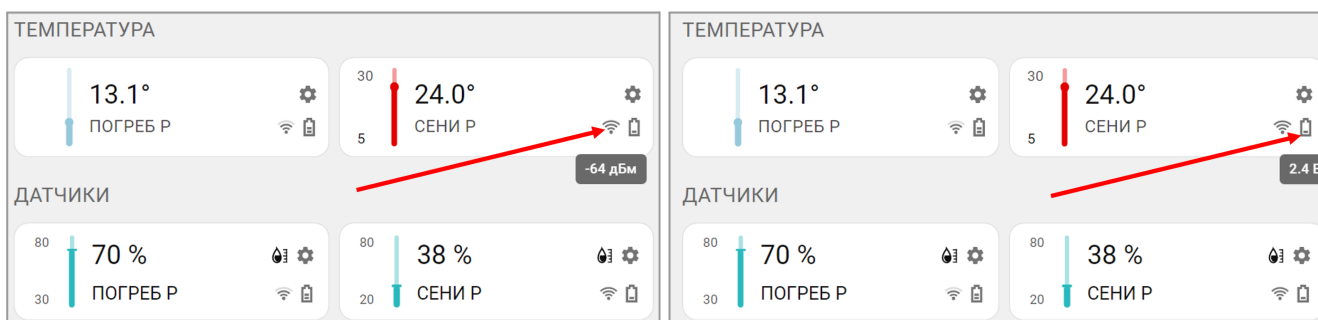 ТЕМПЕРАТУРА
13.1°
ПОГРЕБ Р
30
24.0°
СЕНИ Р
5
-64 дБм
ДАТЧИКИ
80
70 %
ПОГРЕБ Р
30
80
38 %
СЕНИ Р
20
ТЕМПЕРАТУРА
13.1°
ПОГРЕБ Р
30
24.0°
СЕНИ Р
5
2.4
ДАТЧИКИ
80
70 %
ПОГРЕБ Р
30
80
38 %
СЕНИ Р
20